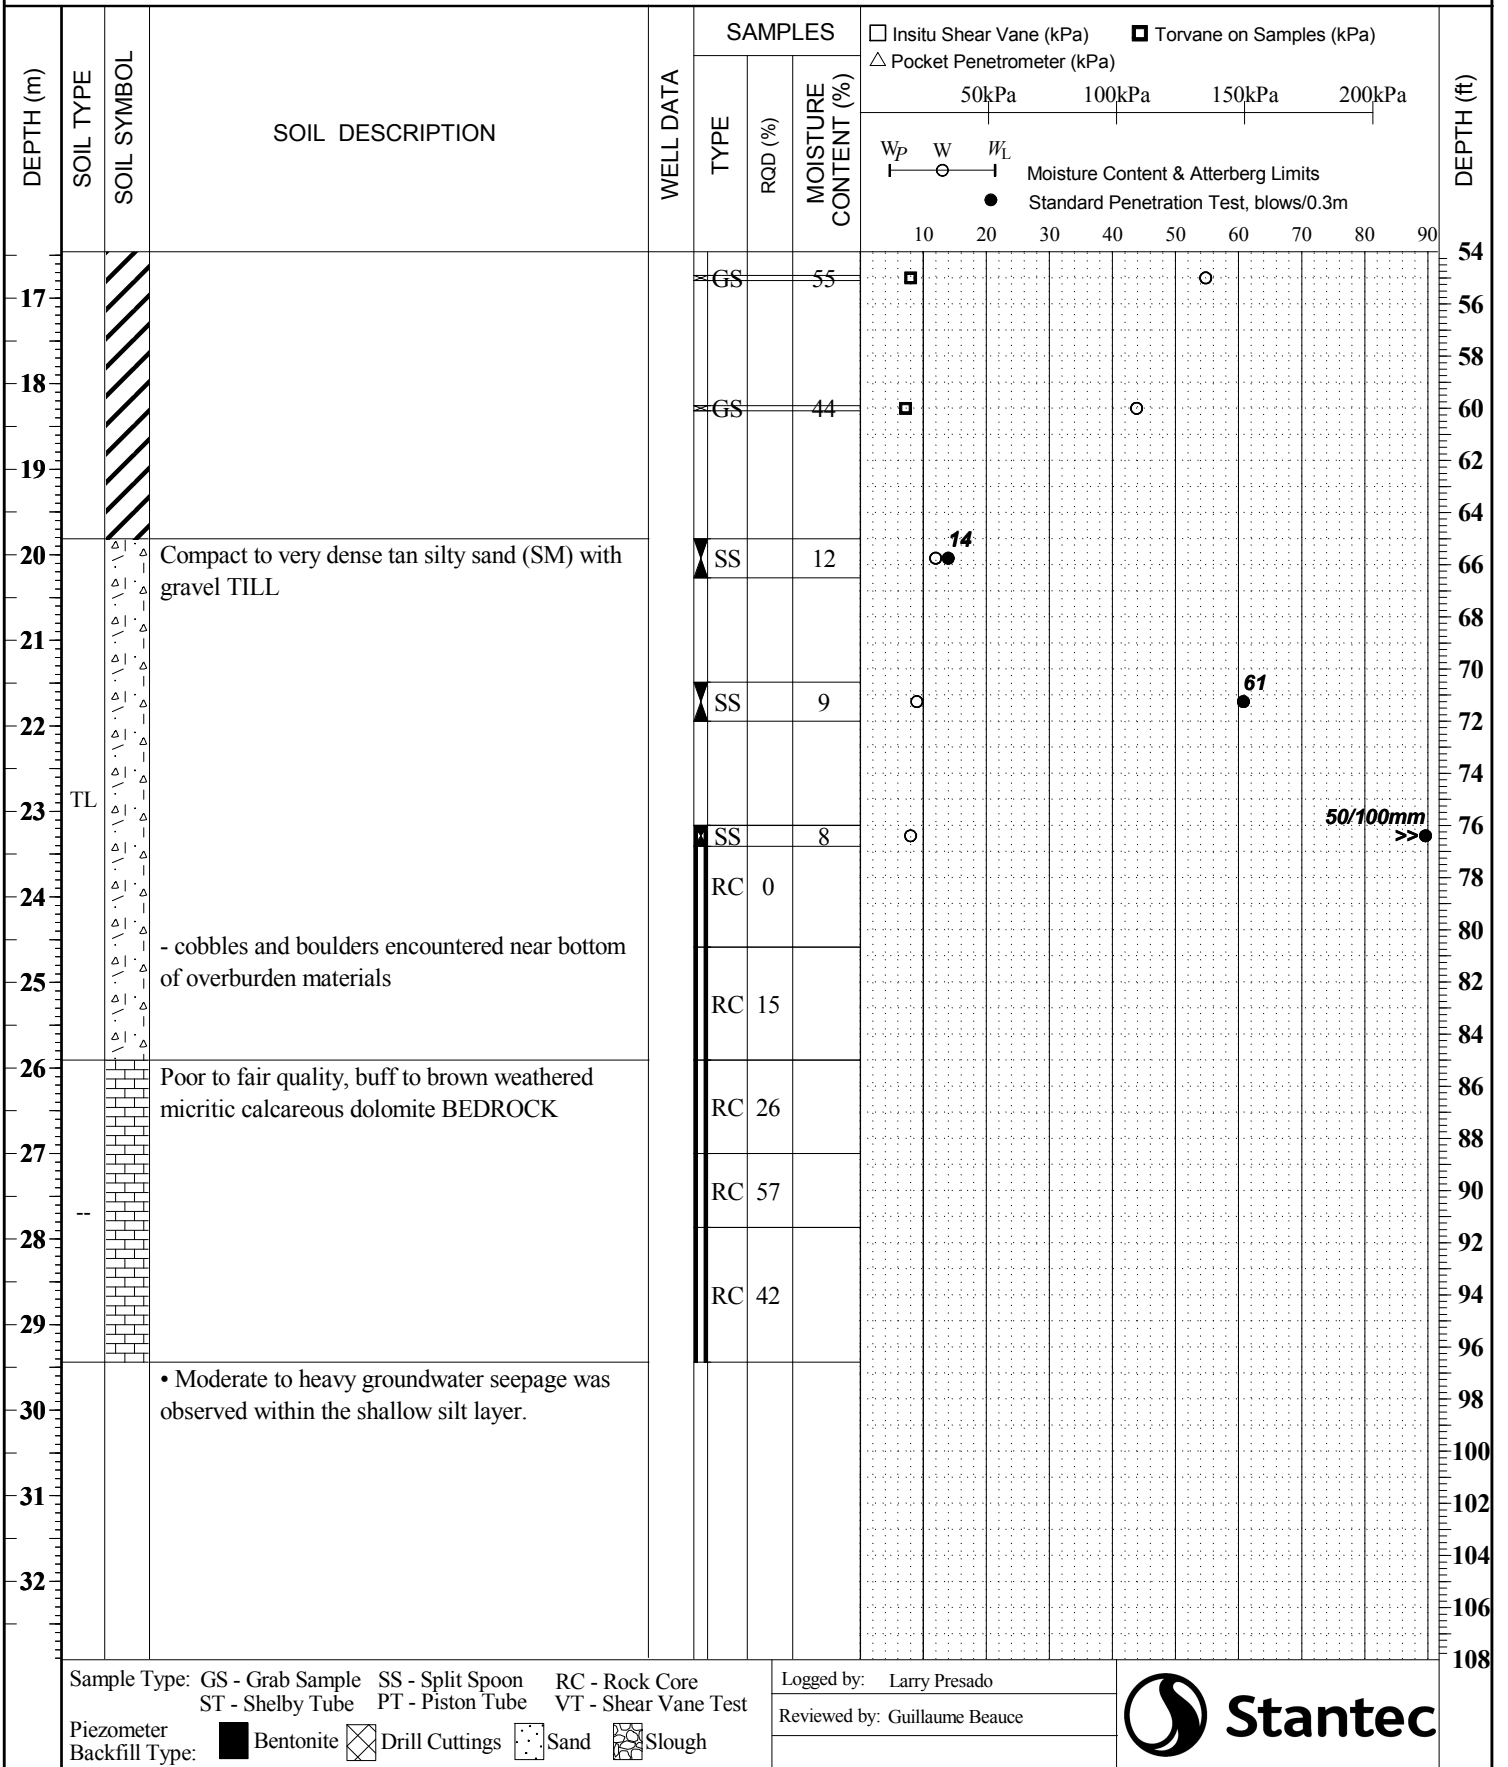 DEPTH (m)
SOIL TYPE
SOIL SYMBOL
SOIL DESCRIPTION
WELL DATA
SAMPLES
TYPE
RQD (%)
MOISTURE CONTENT (%)
Insitu Shear Vane (kPa) Torvane on Samples (kPa)
Pocket Penetrometer (kPa)
50kPa 100kPa 150kPa 200kPa
WP W WL
Moisture Content & Atterberg Limits
Standard Penetration Test, blows/0.3m
10 20 30 40 50 60 70 80 90
DEPTH (ft)
54
GS 55
17
56
58
18
GS 44
60
19
62
64
14
20
Compact to very dense tan silty sand (SM) with
gravel TILL
SS 12
66
68
21
70
61
SS 9
22
72
74
TL
23
50/100mm
76
SS 8
>>
RC 0
78
24
80
- cobbles and boulders encountered near bottom
of overburden materials
25
82
RC 15
84
26
Poor to fair quality, buff to brown weathered
micritic calcareous dolomite BEDROCK
86
RC 26
88
27
RC 57
90
--
28
92
RC 42
94
29
96
• Moderate to heavy groundwater seepage was
observed within the shallow silt layer.
98
30
100
31
102
104
32
106
108
Sample Type: GS - Grab Sample SS - Split Spoon RC - Rock Core
ST - Shelby Tube PT - Piston Tube VT - Shear Vane Test
Piezometer
Backfill Type: Bentonite Drill Cuttings Sand Slough
Logged by: Larry Presado
Reviewed by: Guillaume Beauce
Stantec